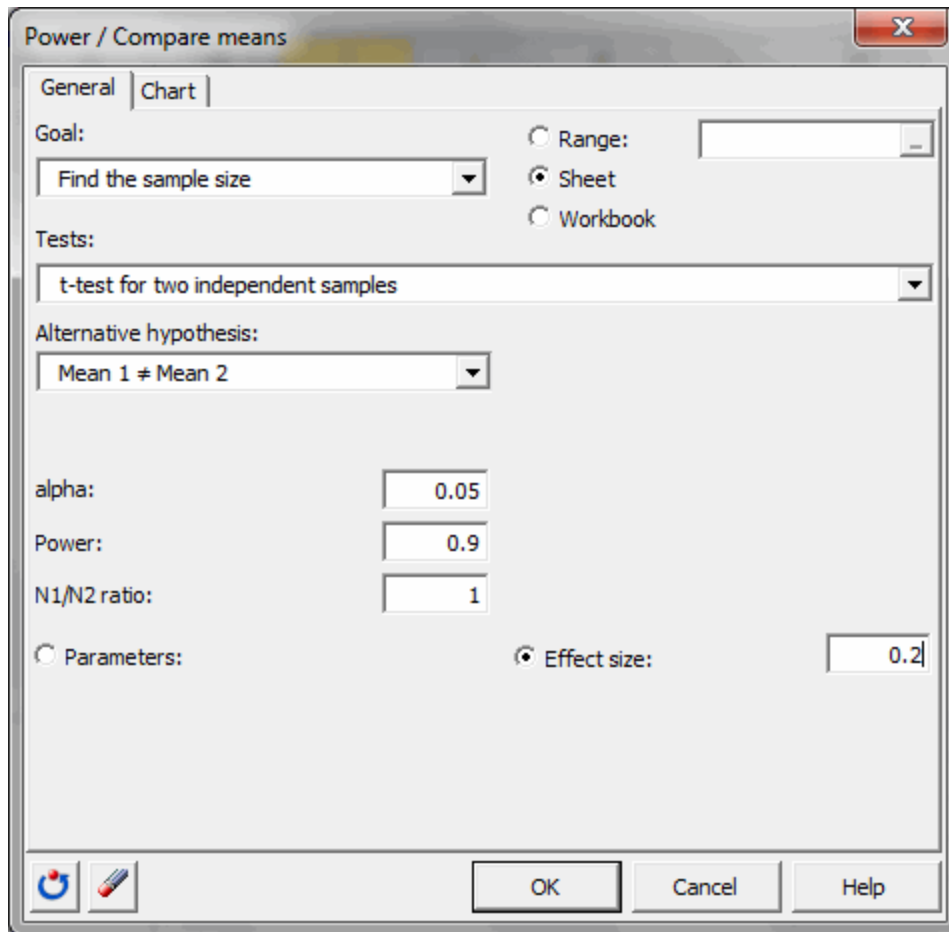 Power / Compare means
General
Chart
Goal:
Find the sample size
Range:
_
Sheet
Workbook
Tests:
t-test for two independent samples
Alternative hypothesis:
Mean 1 ≠ Mean 2
alpha:
0.05
Power:
0.9
N1/N2 ratio:
1
Parameters:
Effect size:
0.2
OK
Cancel
Help